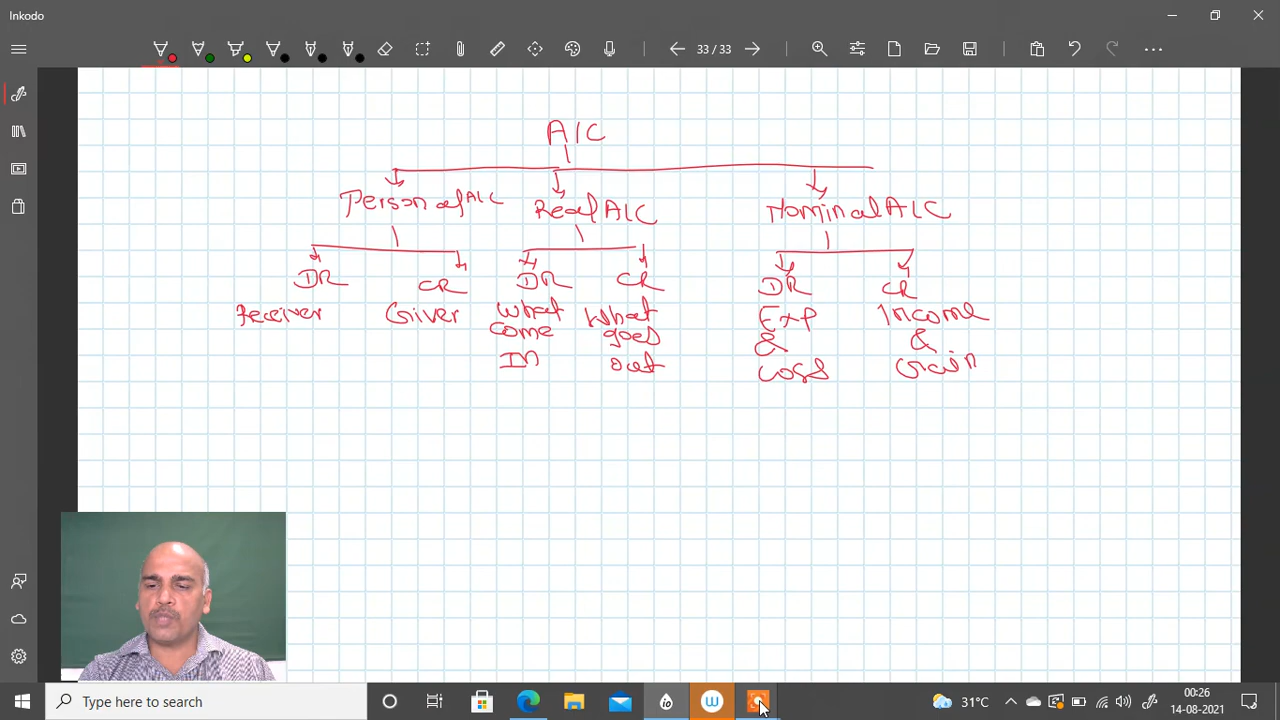 Inkodo
33 / 33
A/C
Personal A/C
Real A/C
Nominal A/C
DR
CR
DR
CR
DR
CR
Receiver
Giver
What
come
IN
What
goes
out
Exp
&
Loss
Income
&
Gain
Type here to search
31°C
00:26
14-08-2021